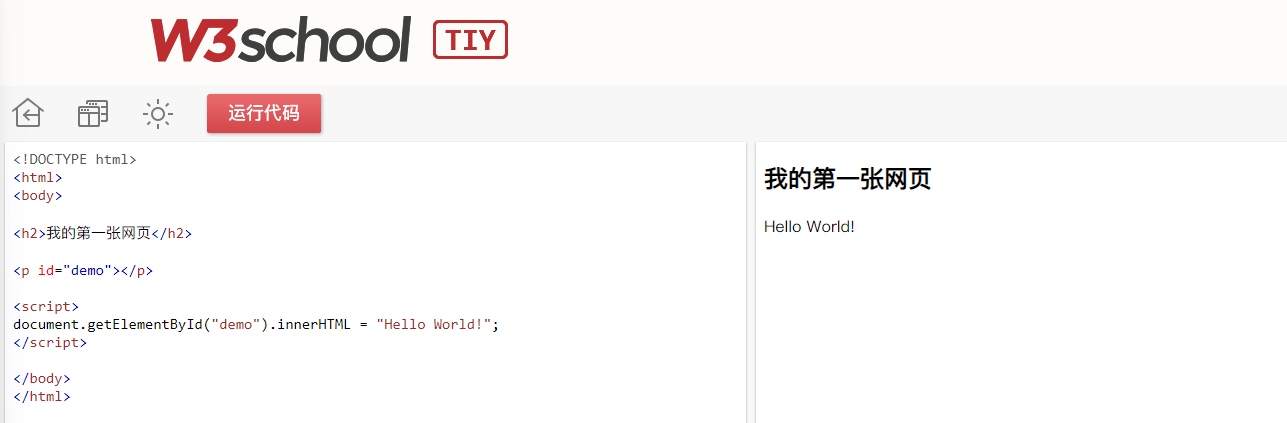 W3school TIY
运行代码
<!DOCTYPE html>
<html>
<body>
<h2>我的第一张网页</h2>
<p id="demo"></p>
<script>
document.getElementById("demo").innerHTML = "Hello World!";
</script>
</body>
</html>
我的第一张网页
Hello World!